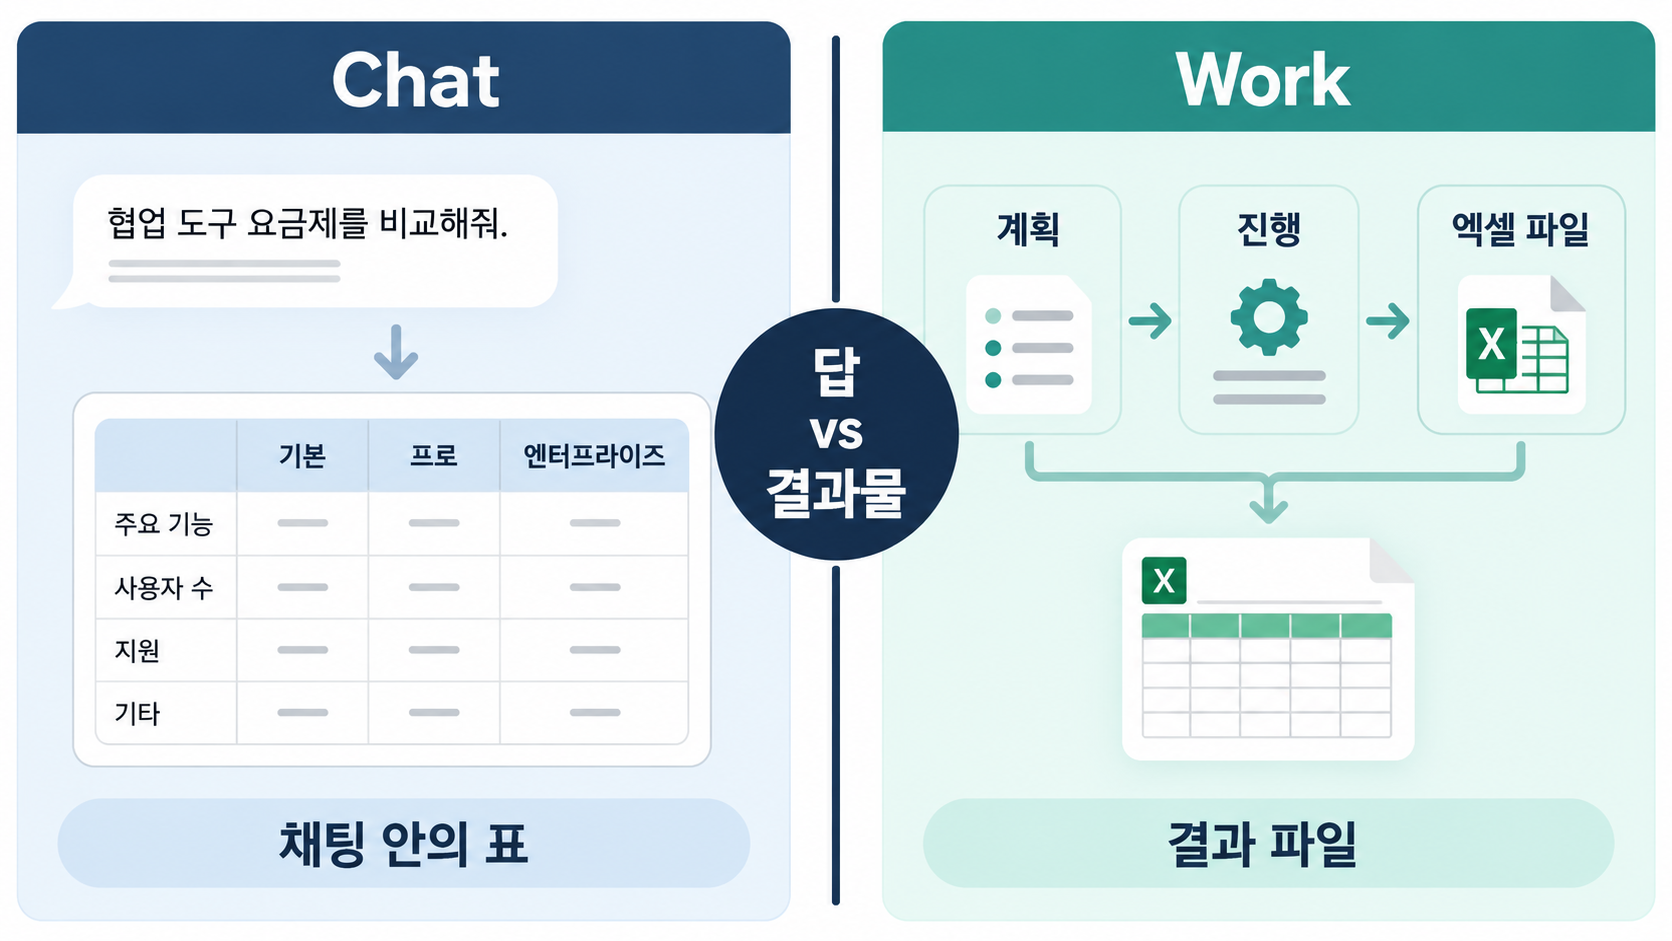 Chat
협업 도구 요금제를 비교해줘.
기본 프로 엔터프라이즈
주요 기능
사용자 수
지원
기타
채팅 안의 표
답
vs
결과물
Work
계획 진행 엑셀 파일
X
X
결과 파일